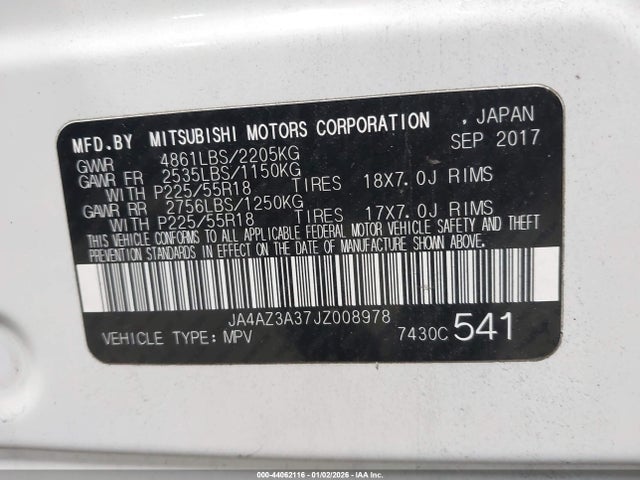 MFD.BY MITSUBISHI MOTORS CORPORATION , JAPAN
SEP 2017
GVWR 4861LBS/2205KG
GAWR FR 2535LBS/1150KG
WITH P225/55R18 TIRES 18X7.0J RIMS
GAWR RR 2756LBS/1250KG
WITH P225/55R18 TIRES 17X7.0J RIMS
THIS VEHICLE CONFORMS TO ALL APPLICABLE FEDERAL MOTOR VEHICLE SAFETY AND THEFT
PREVENTION STANDARDS IN EFFECT ON THE DATE OF MANUFACTURE SHOWN ABOVE.
JA4AZ3A37JZ008978
VEHICLE TYPE:MPV 7430C 541
000-44062116 - 01/02/2026 - IAAI.COM